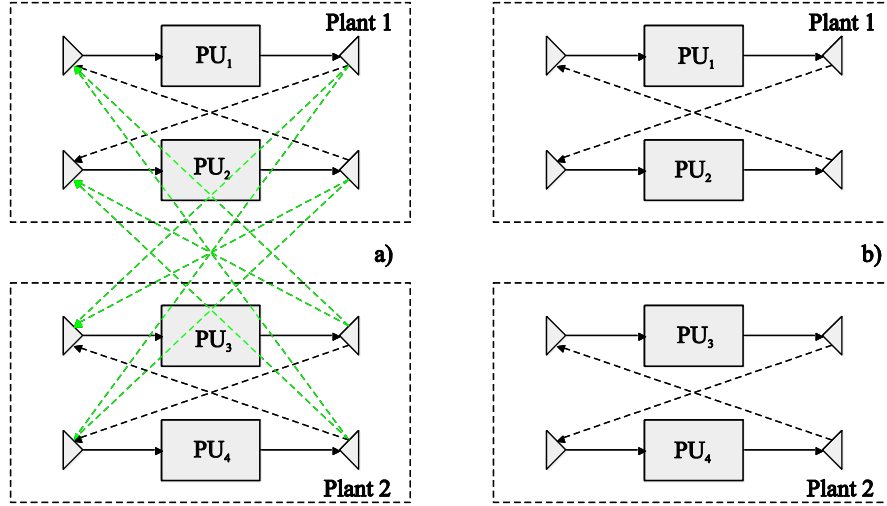 Plant 1
PU₁
PU₂
a)
PU₃
PU₄
Plant 2
Plant 1
PU₁
PU₂
b)
PU₃
PU₄
Plant 2